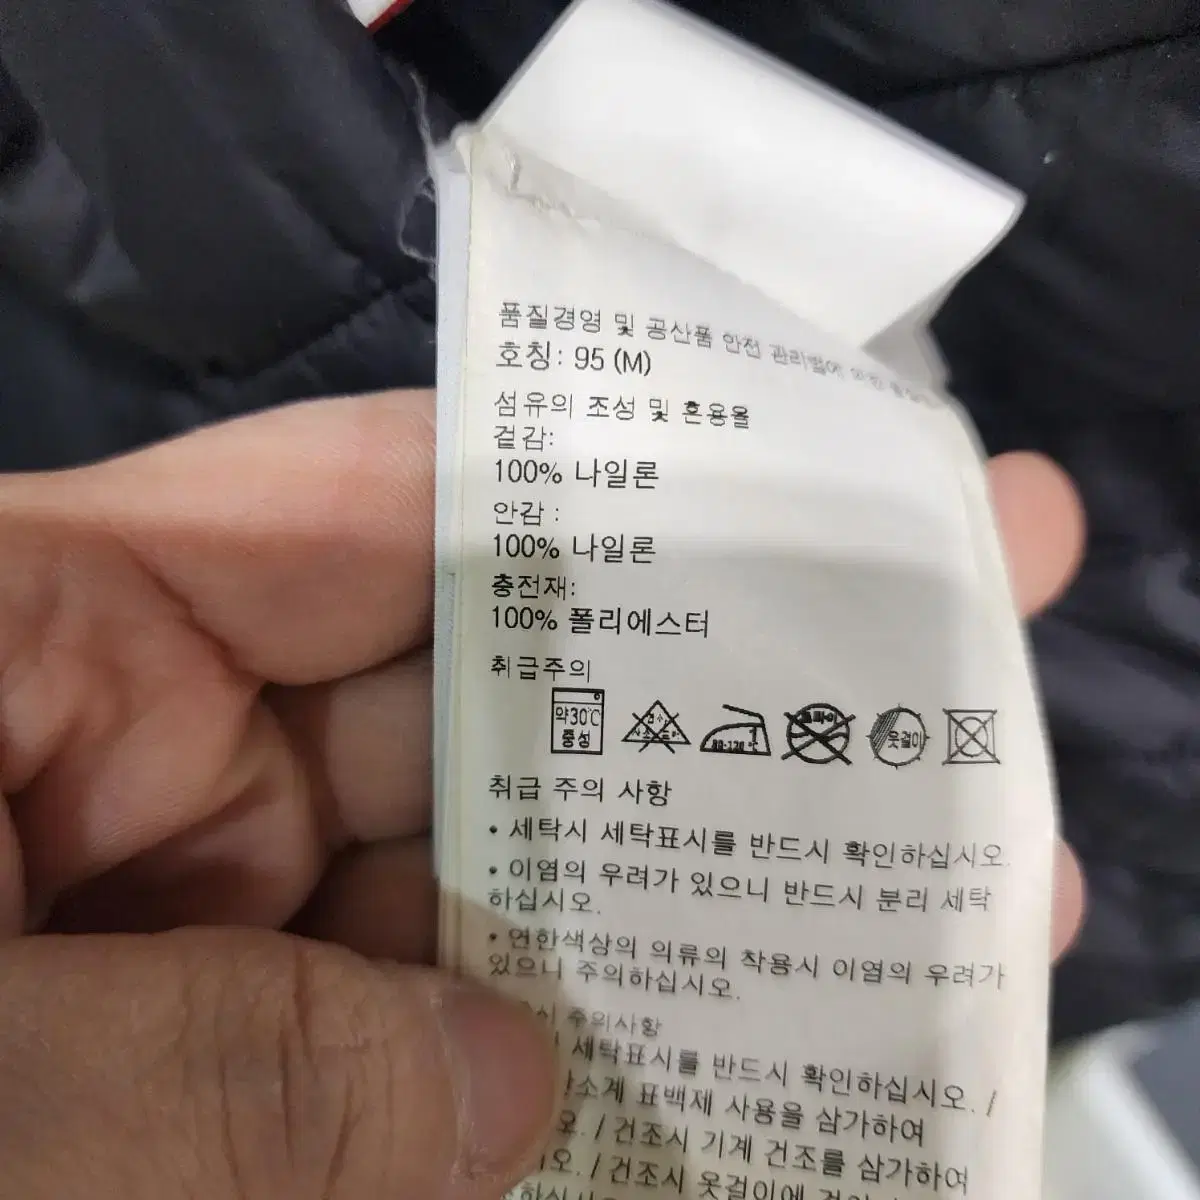 품질경영 및 공산품 안전 관리법에 의한
호칭: 95 (M)
섬유의 조성 및 혼용율
겉감:
100% 나일론
안감 :
100% 나일론
충전재:
100% 폴리에스터
취급주의
약30℃
중성
80-120℃
드라이
옷걸이
취급 주의 사항
• 세탁시 세탁표시를 반드시 확인하십시오.
• 이염의 우려가 있으니 반드시 분리 세탁
하십시오.
• 연한색상의 의류의 착용시 이염의 우려가
있으니 주의하십시오.
주의사항
세탁표시를 반드시 확인하십시오. /
표백제 사용을 삼가하여
/ 건조시 기계 건조를 삼가하여
/ 건조시 옷걸이에